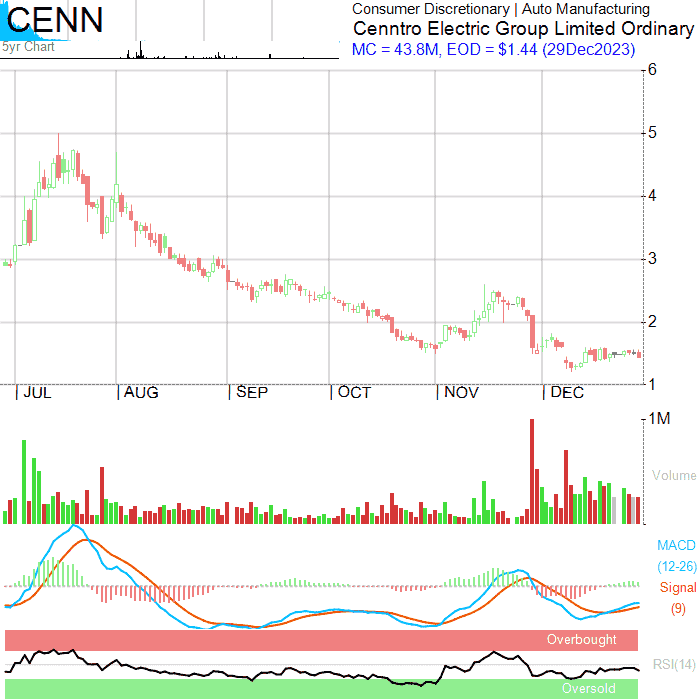 CENN
5yr Chart
Consumer Discretionary | Auto Manufacturing
Cenntro Electric Group Limited Ordinary
MC = 43.8M, EOD = $1.44 (29Dec2023)
6
5
4
3
2
1
JUL AUG SEP OCT NOV DEC
1M
Volume
MACD
(12-26)
Signal
(9)
Overbought
RSI(14)
Oversold